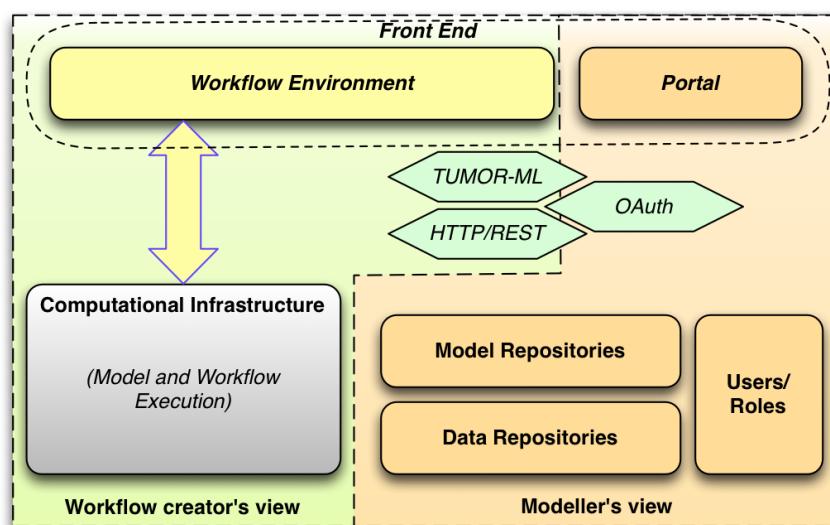 Front End
Workflow Environment
Portal
TUMOR-ML
OAuth
HTTP/REST
Computational Infrastructure
(Model and Workflow
Execution)
Model Repositories
Users/
Roles
Data Repositories
Workflow creator's view
Modeller's view